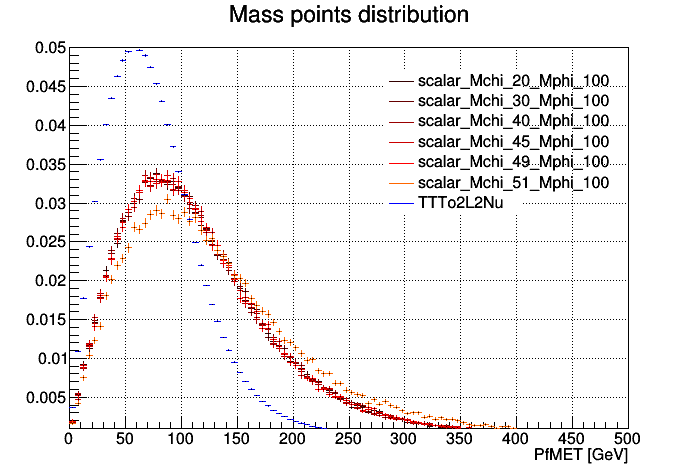 Mass points distribution
0.05
0.045
0.04
0.035
0.03
0.025
0.02
0.015
0.01
0.005
scalar_Mchi_20_Mphi_100
scalar_Mchi_30_Mphi_100
scalar_Mchi_40_Mphi_100
scalar_Mchi_45_Mphi_100
scalar_Mchi_49_Mphi_100
scalar_Mchi_51_Mphi_100
TTTo2L2Nu
0 50 100 150 200 250 300 350 400 450 500
PfMET [GeV]